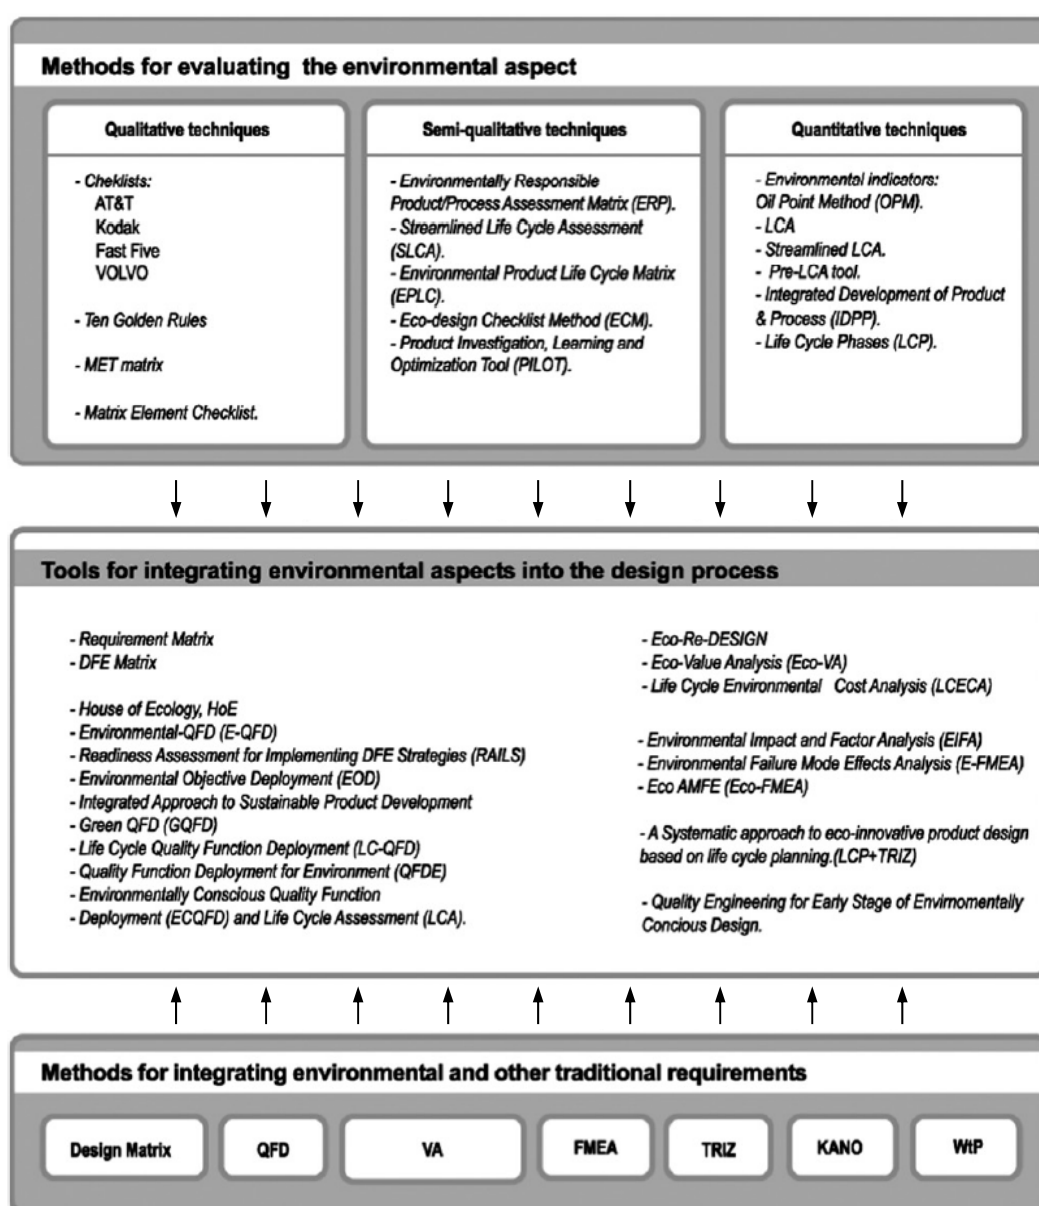 Methods for evaluating the environmental aspect
Qualitative techniques
- Cheklists:
AT&T
Kodak
Fast Five
VOLVO
- Ten Golden Rules
- MET matrix
- Matrix Element Checklist.
Semi-qualitative techniques
- Environmentally Responsible
Product/Process Assessment Matrix (ERP).
- Streamlined Life Cycle Assessment
(SLCA).
- Environmental Product Life Cycle Matrix
(EPLC).
- Eco-design Checklist Method (ECM).
- Product Investigation, Learning and
Optimization Tool (PILOT).
Quantitative techniques
- Environmental indicators:
Oil Point Method (OPM).
- LCA
- Streamlined LCA.
- Pre-LCA tool.
- Integrated Development of Product
& Process (IDPP).
- Life Cycle Phases (LCP).
Tools for integrating environmental aspects into the design process
- Requirement Matrix
- DFE Matrix
- House of Ecology, HoE
- Environmental-QFD (E-QFD)
- Readiness Assessment for Implementing DFE Strategies (RAILS)
- Environmental Objective Deployment (EOD)
- Integrated Approach to Sustainable Product Development
- Green QFD (GQFD)
- Life Cycle Quality Function Deployment (LC-QFD)
- Quality Function Deployment for Environment (QFDE)
- Environmentally Conscious Quality Function
- Deployment (ECQFD) and Life Cycle Assessment (LCA).
- Eco-Re-DESIGN
- Eco-Value Analysis (Eco-VA)
- Life Cycle Environmental Cost Analysis (LCECA)
- Environmental Impact and Factor Analysis (EIFA)
- Environmental Failure Mode Effects Analysis (E-FMEA)
- Eco AMFE (Eco-FMEA)
- A Systematic approach to eco-innovative product design
based on life cycle planning.(LCP+TRIZ)
- Quality Engineering for Early Stage of Envirnomentally
Concious Design.
Methods for integrating environmental and other traditional requirements
Design Matrix
QFD
VA
FMEA
TRIZ
KANO
WtP